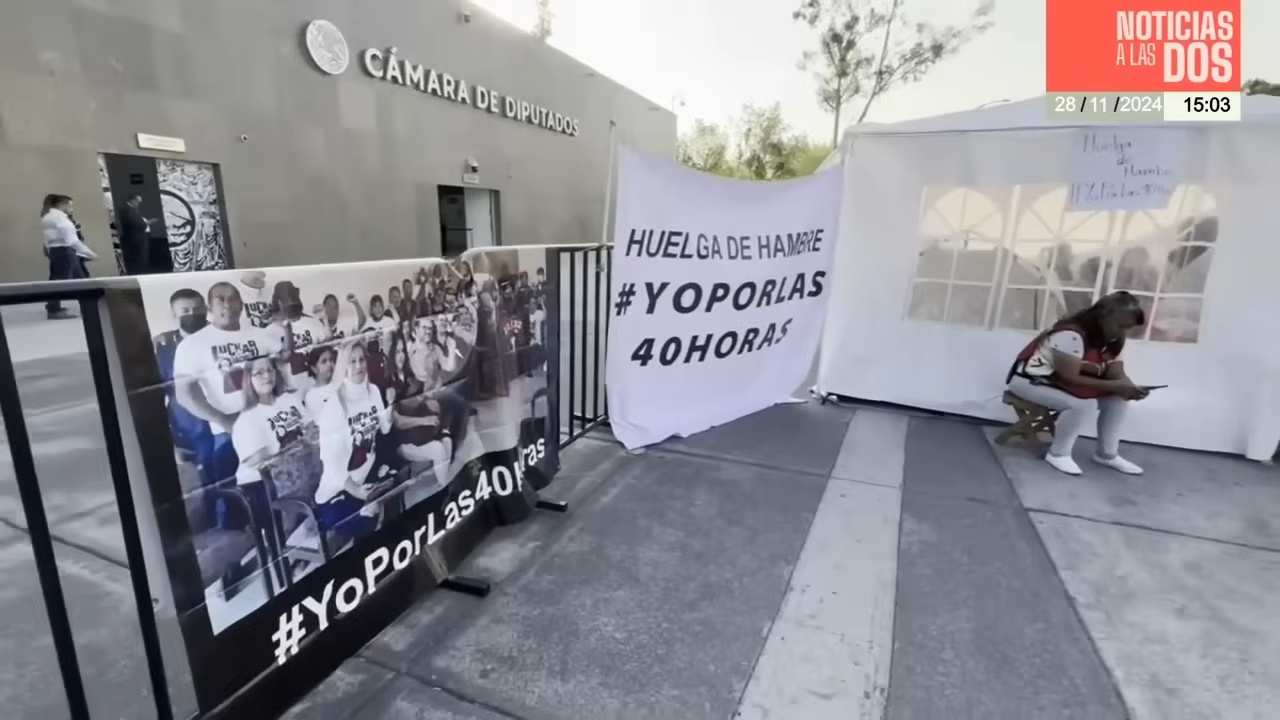 CÁMARA DE DIPUTADOS
NOTICIAS
A LAS DOS
28 / 11 /2024 15:03
HUELGA DE HAMBRE
#YOPORLAS
40HORAS
Huelga
de
Hambre
#YoPorLas40Horas